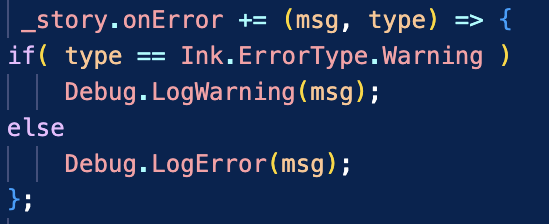 _story.onError += (msg, type) => {
if( type == Ink.ErrorType.Warning )
Debug.LogWarning(msg);
else
Debug.LogError(msg);
};